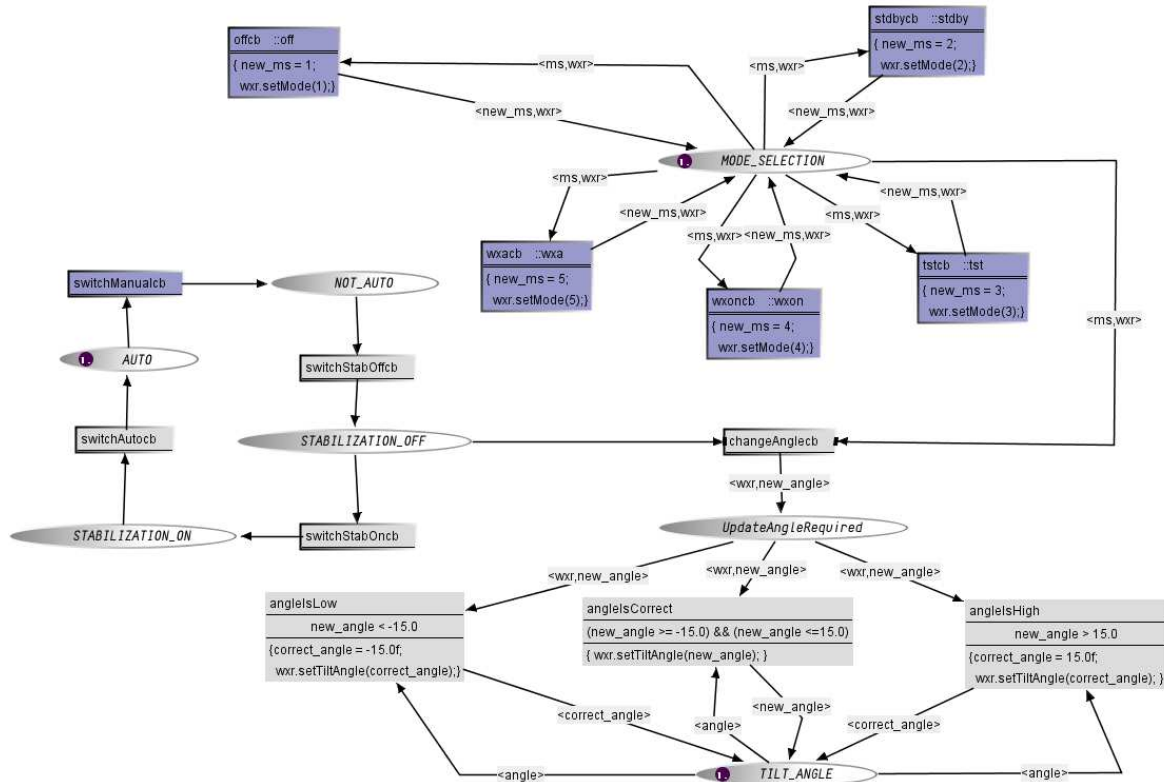 stdbycb ::stdby
{ new_ms = 2;
wxr.setMode(2);}
offcb ::off
{ new_ms = 1;
wxr.setMode(1);}
<ms,wxr>
<ms,wxr>
<new_ms,wxr>
<new_ms,wxr>
1. MODE_SELECTION
<ms,wxr>
<new_ms,wxr>
<new_ms,wxr>
<ms,wxr>
<ms,wxr>
<new_ms,wxr>
wxacb ::wxa
{ new_ms = 5;
wxr.setMode(5);}
tstcb ::tst
{ new_ms = 3;
wxr.setMode(3);}
wxoncb ::wxon
{ new_ms = 4;
wxr.setMode(4);}
<ms,wxr>
switchManualcb
NOT_AUTO
1. AUTO
switchStabOffcb
switchAutocb
STABILIZATION_OFF
changeAnglecb
<wxr,new_angle>
STABILIZATION_ON
switchStabOncb
UpdateAngleRequired
<wxr,new_angle>
<wxr,new_angle>
<wxr,new_angle>
angleIsLow
new_angle < -15.0
{correct_angle = -15.0f;
wxr.setTiltAngle(correct_angle);}
angleIsCorrect
(new_angle >= -15.0) && (new_angle <=15.0)
{ wxr.setTiltAngle(new_angle); }
angleIsHigh
new_angle > 15.0
{correct_angle = 15.0f;
wxr.setTiltAngle(correct_angle); }
<correct_angle>
<angle>
<new_angle>
<correct_angle>
<angle>
1. TILT_ANGLE
<angle>